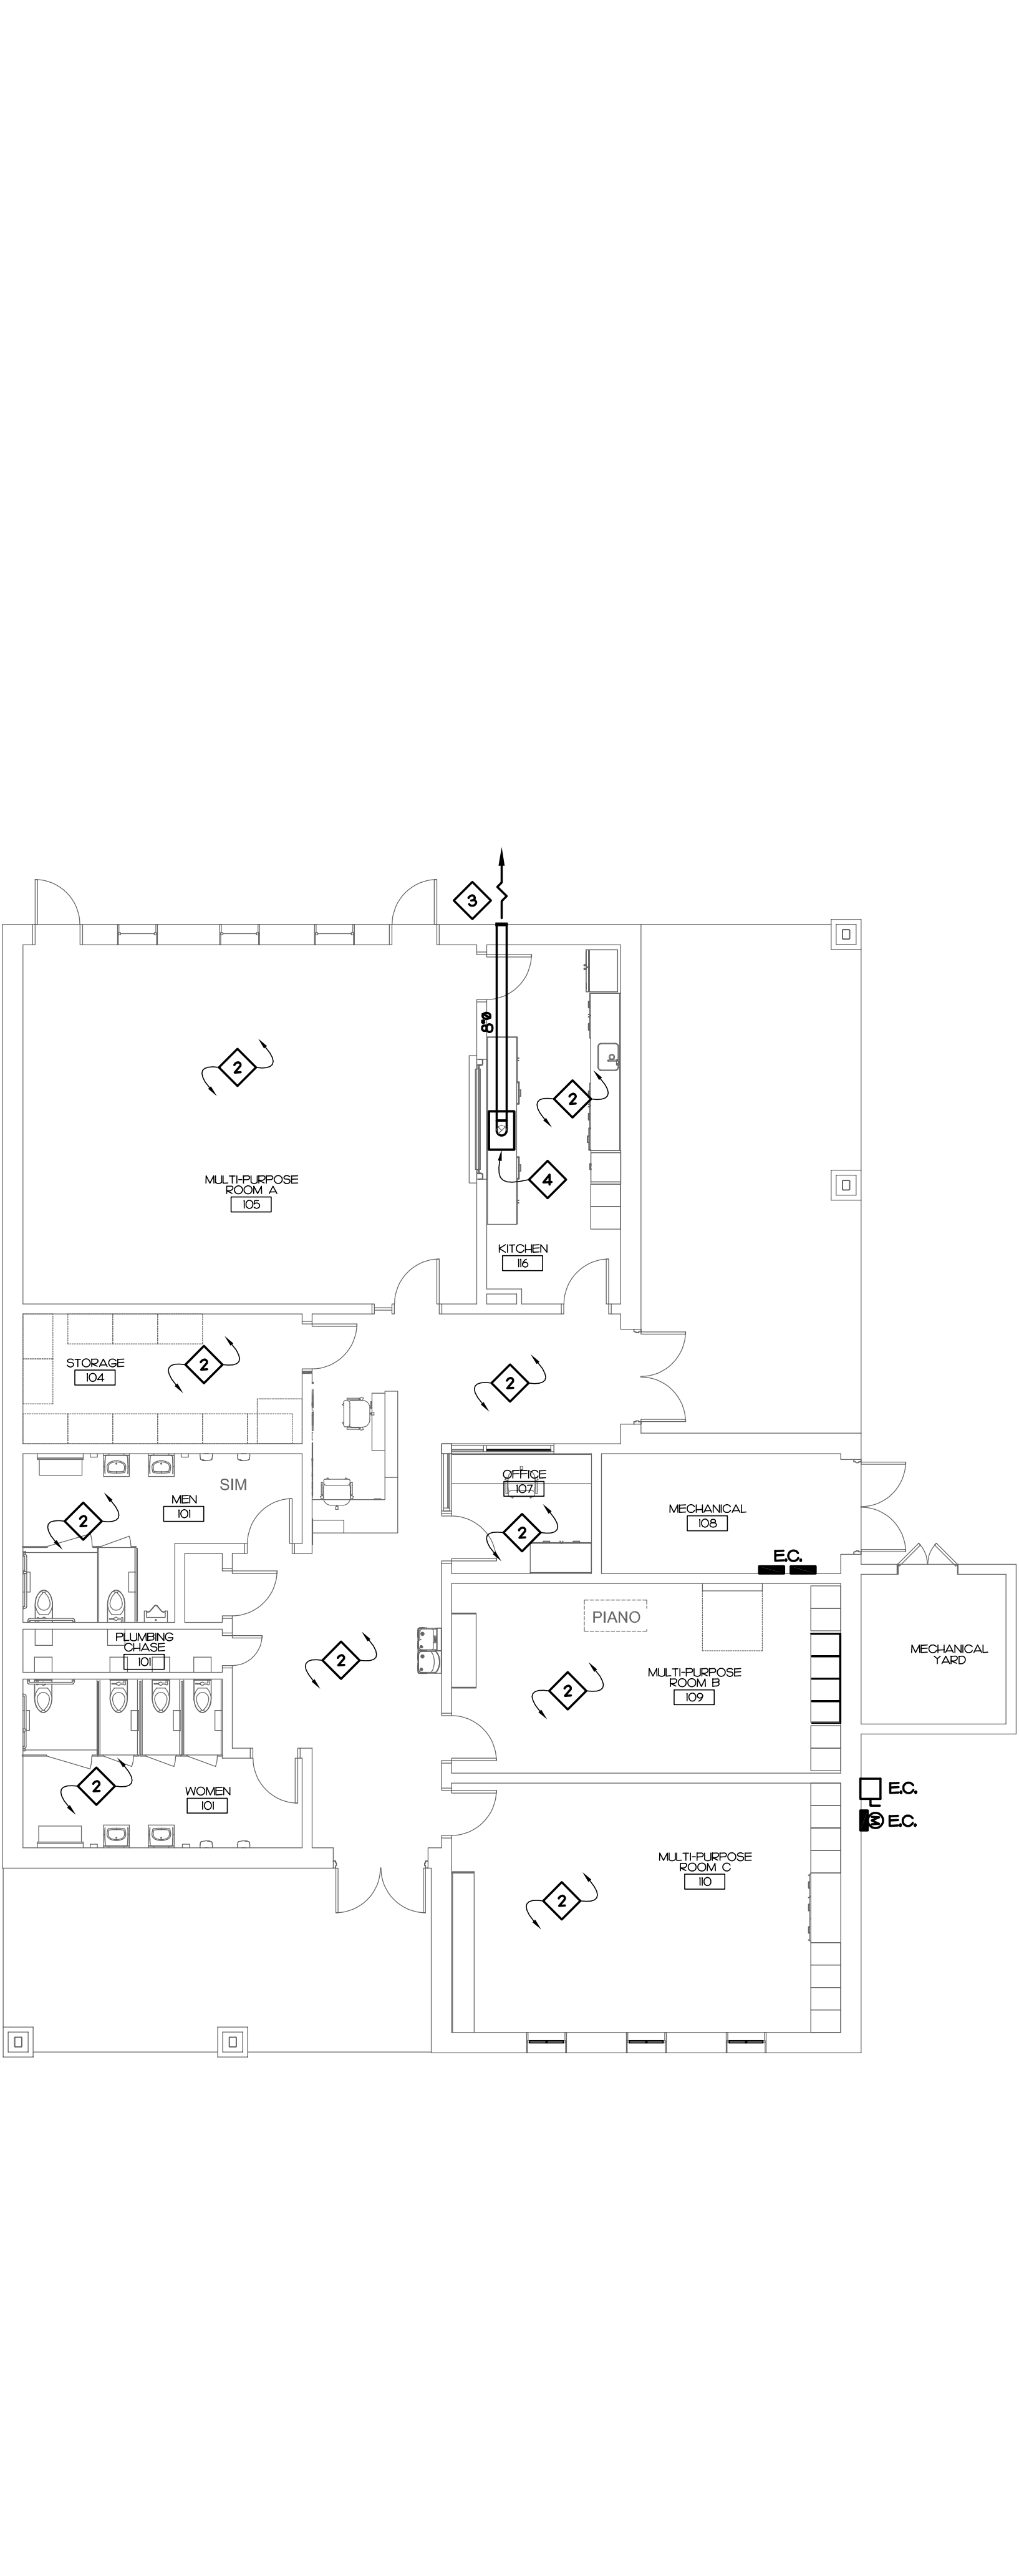 3
8"Ø
2
2
4
MULTI-PURPOSE
ROOM A
105
KITCHEN
116
STORAGE
104
2
2
SIM
MEN
101
2
OFFICE
107
2
MECHANICAL
108
E.C.
PLUMBING
CHASE
101
2
PIANO
MULTI-PURPOSE
ROOM B
109
2
MECHANICAL
YARD
2
WOMEN
101
E.C.
M E.C.
MULTI-PURPOSE
ROOM C
110
2